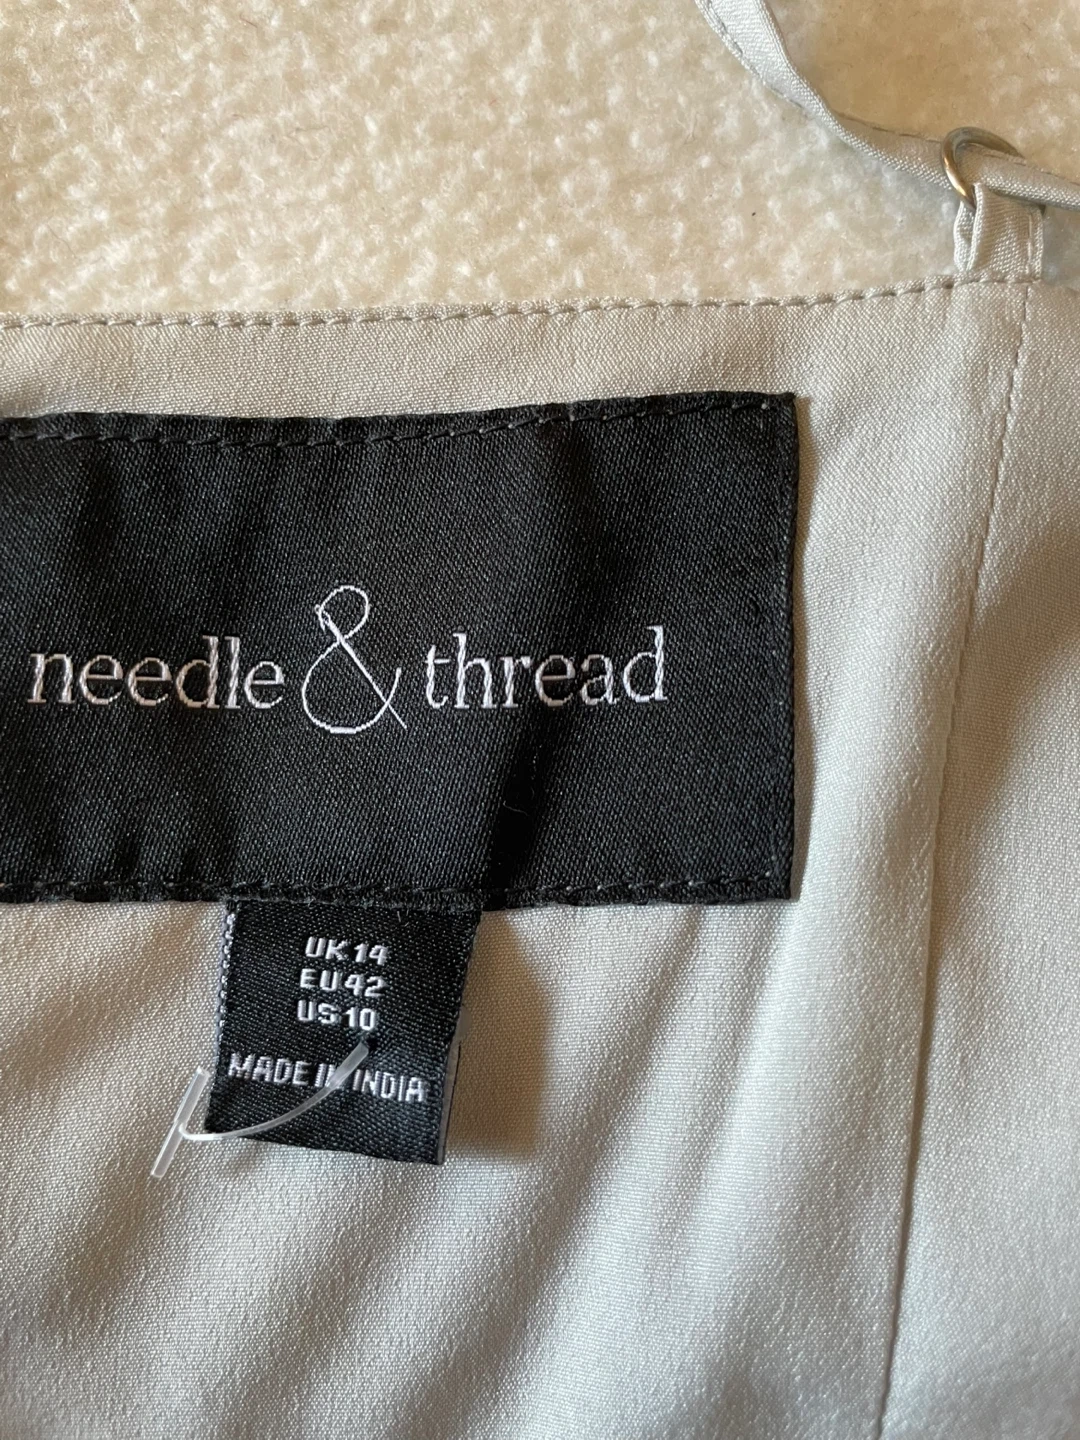 needle & thread
UK 14
EU 42
US 10
MADE IN INDIA